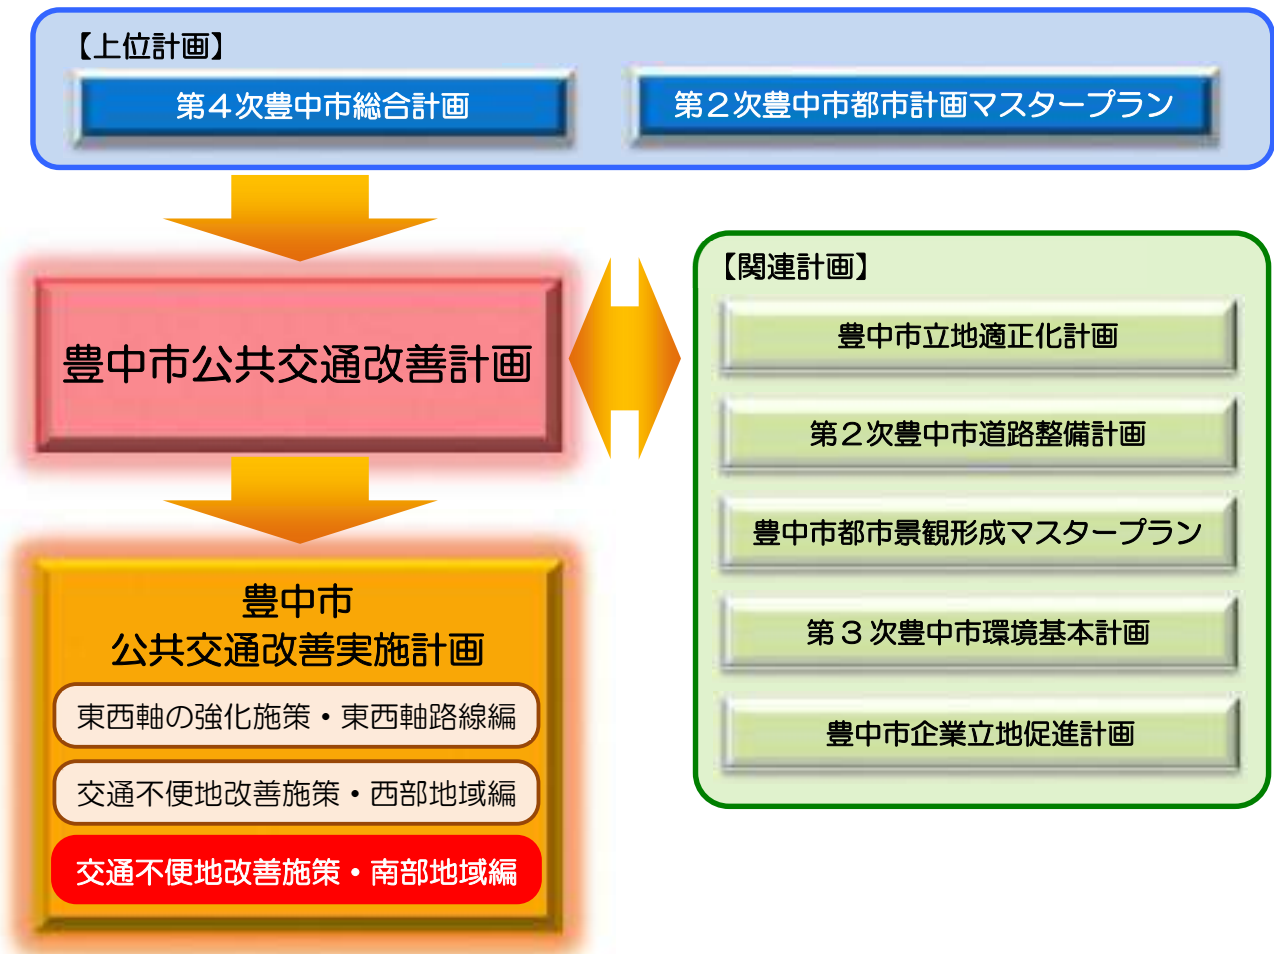 【上位計画】
第４次豊中市総合計画
第２次豊中市都市計画マスタープラン
豊中市公共交通改善計画
【関連計画】
豊中市立地適正化計画
第２次豊中市道路整備計画
豊中市都市景観形成マスタープラン
第３次豊中市環境基本計画
豊中市企業立地促進計画
豊中市
公共交通改善実施計画
東西軸の強化施策・東西軸路線編
交通不便地改善施策・西部地域編
交通不便地改善施策・南部地域編